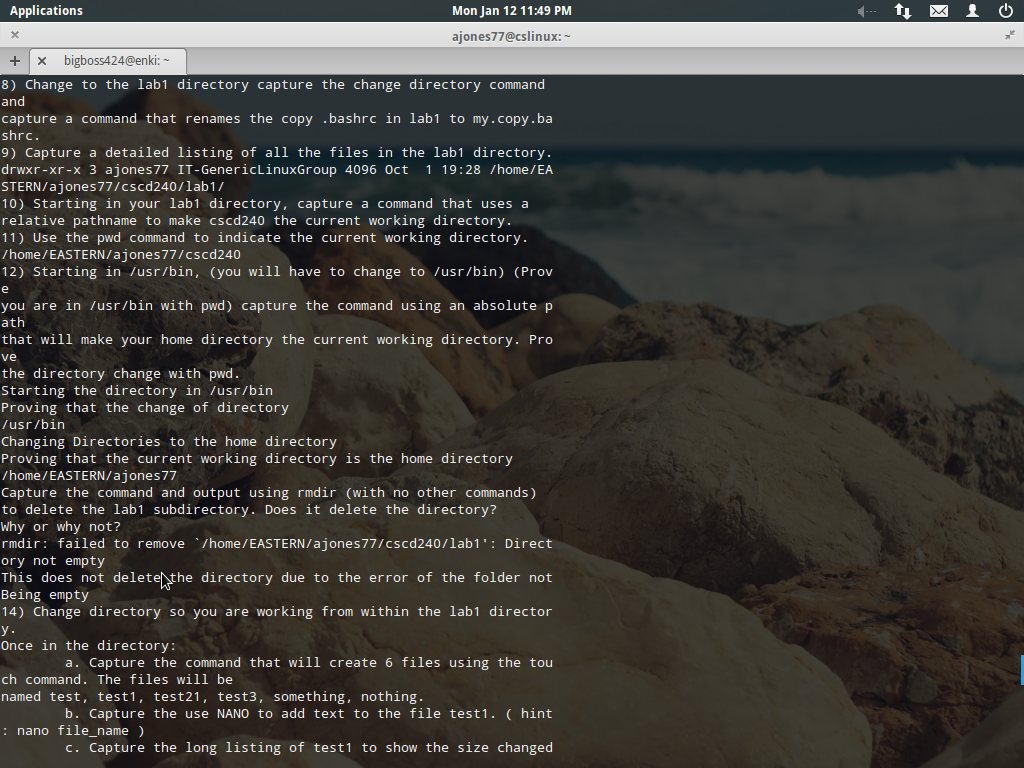 Applications
Mon Jan 12 11:49 PM
ajones77@cslinux: ~
bigboss424@enki: ~
8) Change to the lab1 directory capture the change directory command
and
capture a command that renames the copy .bashrc in lab1 to my.copy.ba
shrc.
9) Capture a detailed listing of all the files in the lab1 directory.
drwxr-xr-x 3 ajones77 IT-GenericLinuxGroup 4096 Oct  1 19:28 /home/EA
STERN/ajones77/cscd240/lab1/
10) Starting in your lab1 directory, capture a command that uses a
relative pathname to make cscd240 the current working directory.
11) Use the pwd command to indicate the current working directory.
/home/EASTERN/ajones77/cscd240
12) Starting in /usr/bin, (you will have to change to /usr/bin) (Prov
e
you are in /usr/bin with pwd) capture the command using an absolute p
ath
that will make your home directory the current working directory. Pro
ve
the directory change with pwd.
Starting the directory in /usr/bin
Proving that the change of directory
/usr/bin
Changing Directories to the home directory
Proving that the current working directory is the home directory
/home/EASTERN/ajones77
Capture the command and output using rmdir (with no other commands)
to delete the lab1 subdirectory. Does it delete the directory?
Why or why not?
rmdir: failed to remove `/home/EASTERN/ajones77/cscd240/lab1': Direct
ory not empty
This does not delete the directory due to the error of the folder not
Being empty
14) Change directory so you are working from within the lab1 director
y.
Once in the directory:
a. Capture the command that will create 6 files using the tou
ch command. The files will be
named test, test1, test21, test3, something, nothing.
b. Capture the use NANO to add text to the file test1. ( hint
: nano file_name )
c. Capture the long listing of test1 to show the size changed